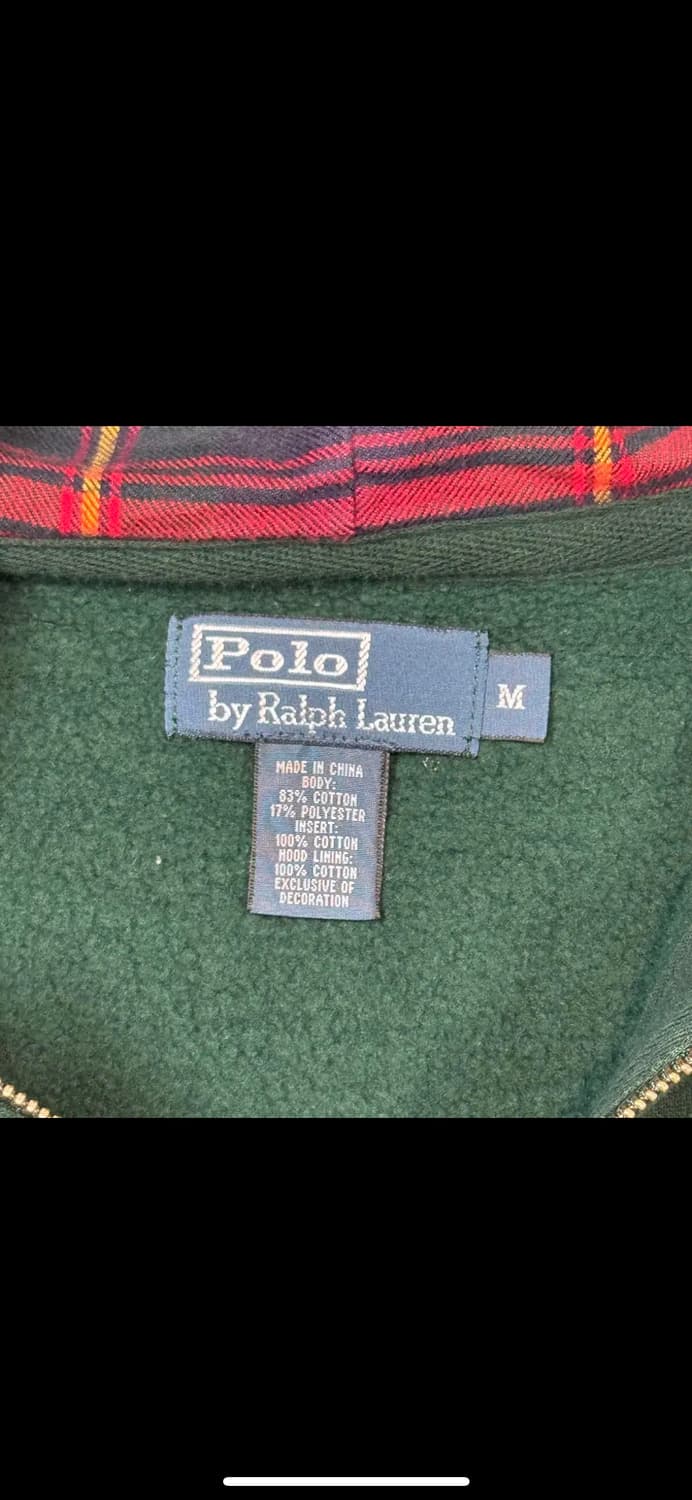 Polo
by Ralph Lauren
M
MADE IN CHINA
BODY:
83% COTTON
17% POLYESTER
INSERT:
100% COTTON
HOOD LINING:
100% COTTON
EXCLUSIVE OF
DECORATION